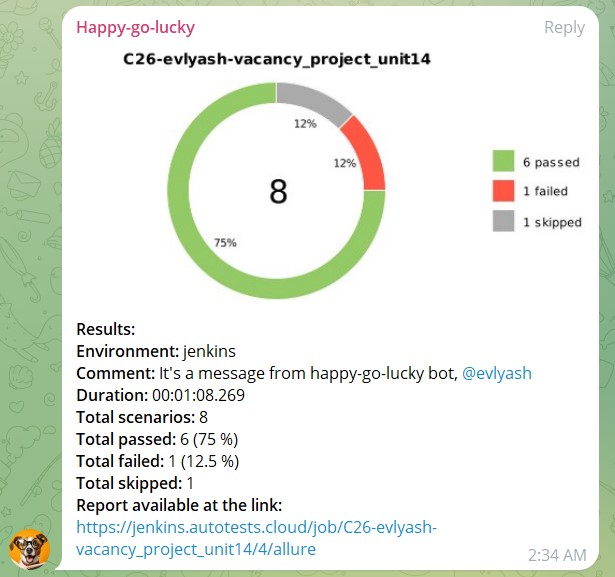 Happy-go-lucky
Reply
C26-evlyash-vacancy_project_unit14
12%
12%
8
75%
6 passed
1 failed
1 skipped
Results:
Environment: jenkins
Comment: It's a message from happy-go-lucky bot, @evlyash
Duration: 00:01:08.269
Total scenarios: 8
Total passed: 6 (75 %)
Total failed: 1 (12.5 %)
Total skipped: 1
Report available at the link:
https://jenkins.autotests.cloud/job/C26-evlyash-
vacancy_project_unit14/4/allure
2:34 AM